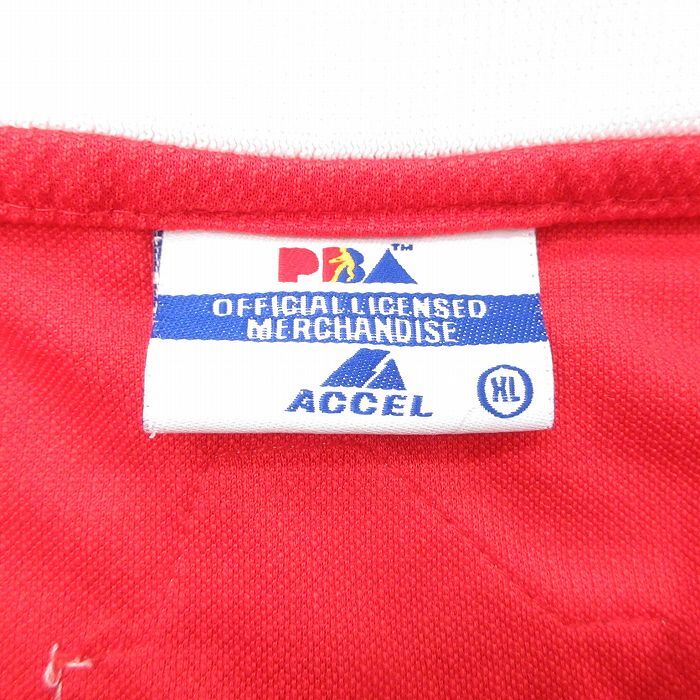 PBA™
OFFICIAL LICENSED
MERCHANDISE
ACCEL
XL